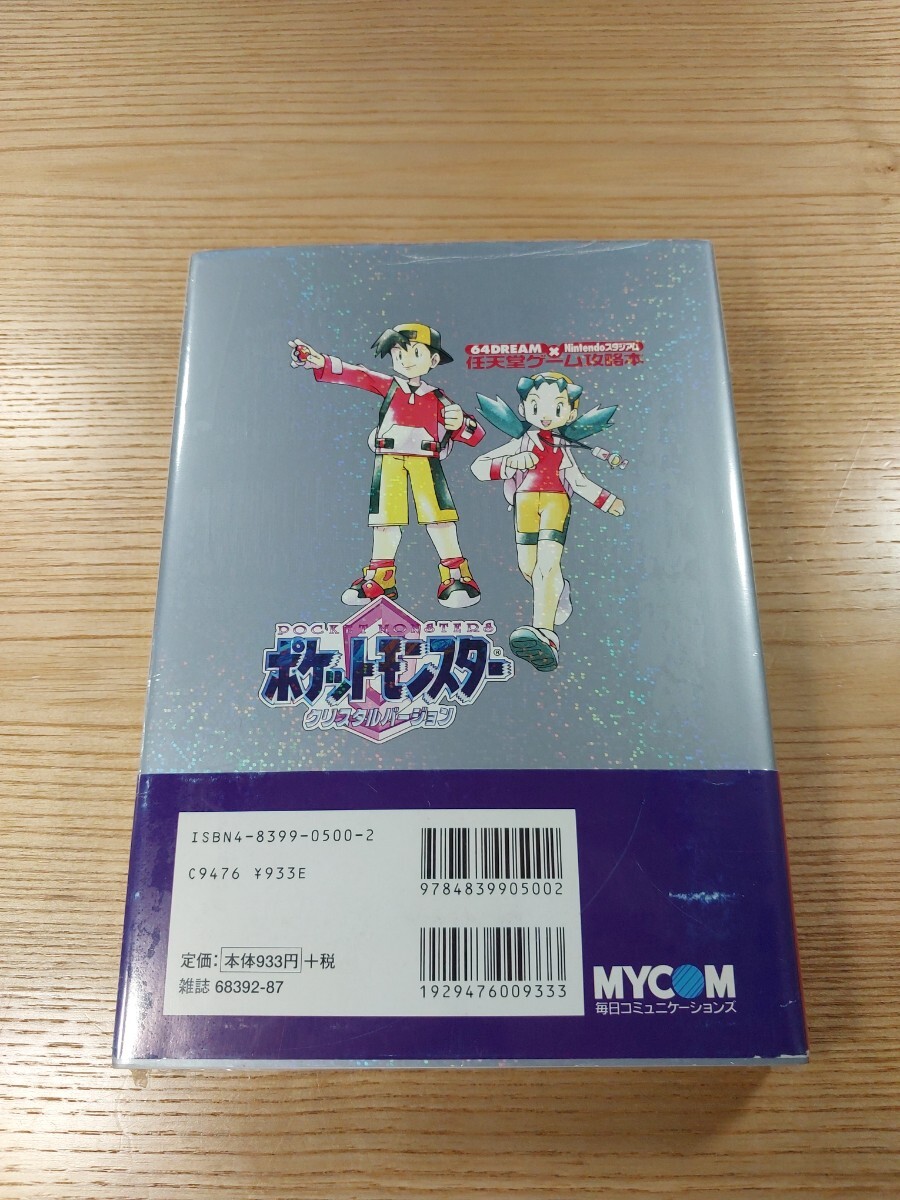 64DREAM × Nintendoスタジアム
任天堂ゲーム攻略本
POCKET MONSTERS
ポケットモンスター®
クリスタルバージョン
ISBN4-8399-0500-2
C9476 ¥933E
9784839905002
定価:本体933円+税
雑誌 68392-87
1929476009333
MYCOM
毎日コミュニケーションズ